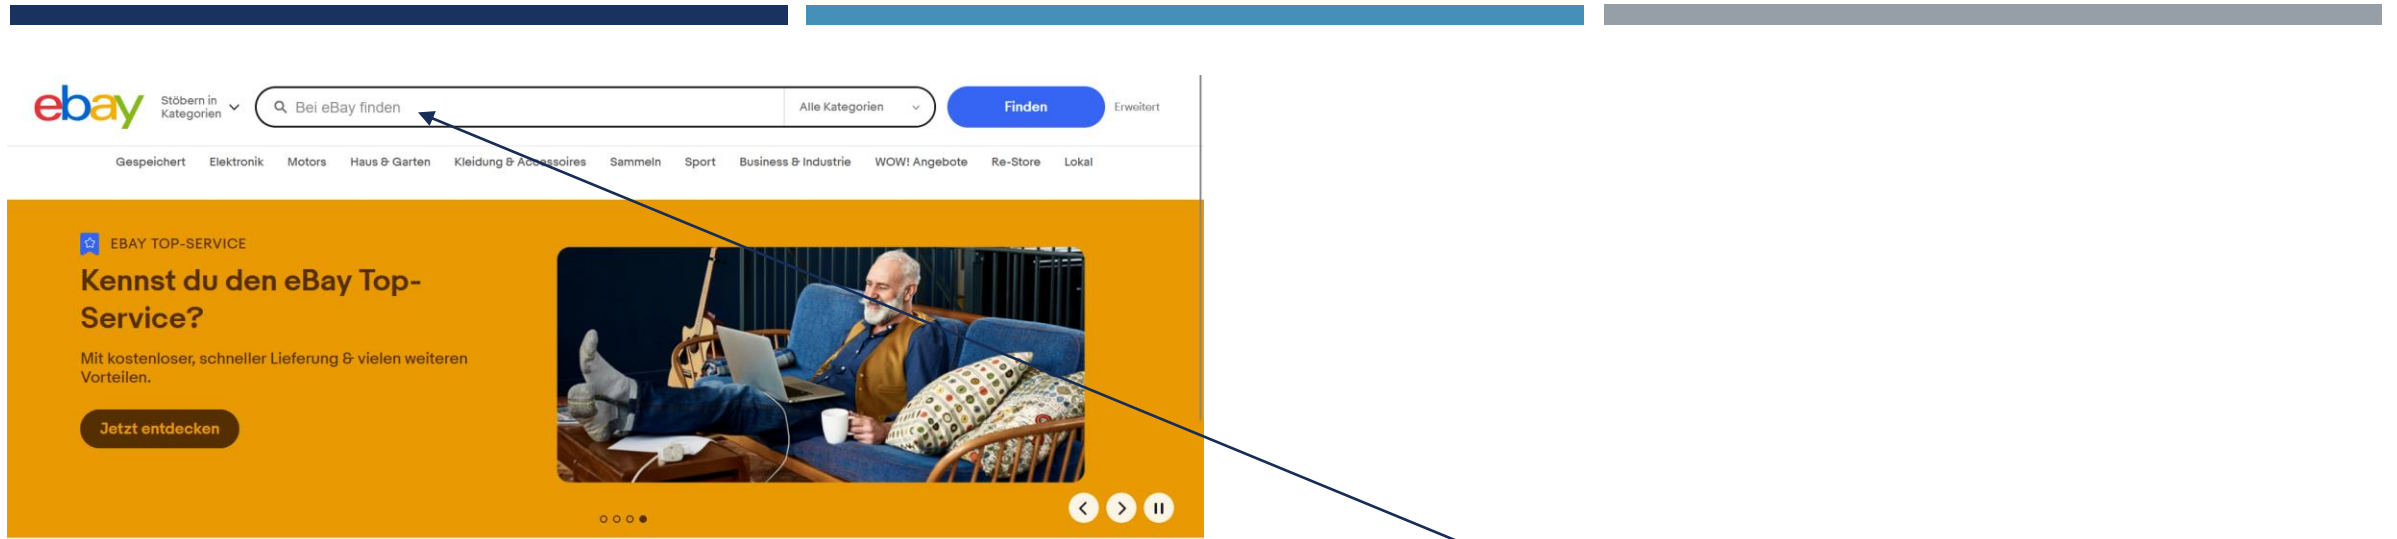 ebay
Stöbern in
Kategorien
Bei eBay finden
Alle Kategorien
Finden
Erweitert
Gespeichert Elektronik Motors Haus & Garten Kleidung & Accessoires Sammeln Sport Business & Industrie WOW! Angebote Re-Store Lokal
EBAY TOP-SERVICE
Kennst du den eBay Top-
Service?
Mit kostenloser, schneller Lieferung & vielen weiteren
Vorteilen.
Jetzt entdecken